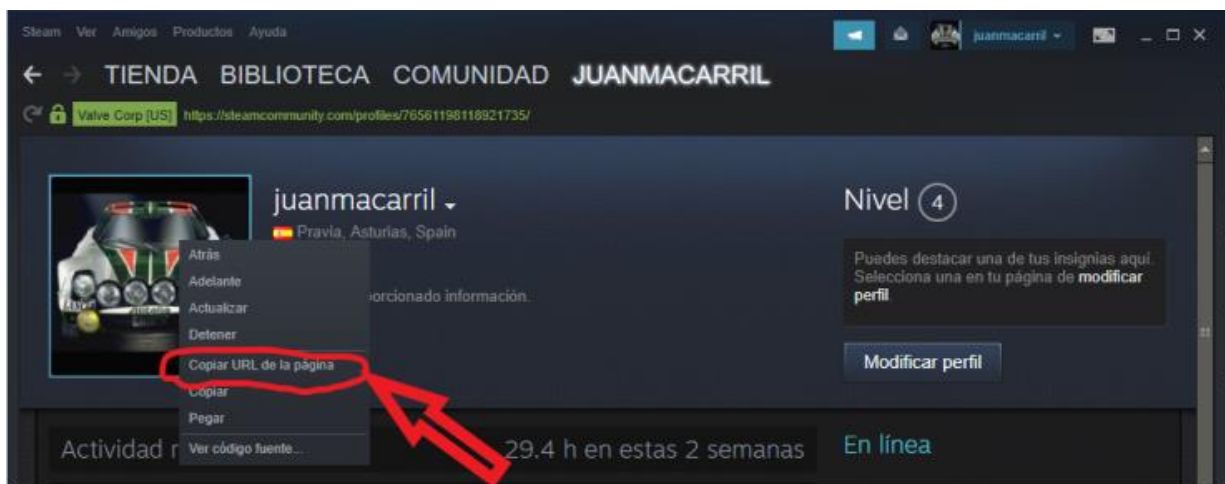 Steam Ver Amigos Productos Ayuda
juanmacarril
TIENDA BIBLIOTECA COMUNIDAD JUANMACARRIL
Valve Corp [US] https://steamcommunity.com/profiles/76561198118921735/
juanmacarril
Pravia, Asturias, Spain
orcionado información.
Nivel 4
Puedes destacar una de tus insignias aquí.
Selecciona una en tu página de modificar
perfil.
Modificar perfil
Atrás
Adelante
Actualizar
Detener
Copiar URL de la página
Copiar
Pegar
Ver código fuente...
Actividad r
29.4 h en estas 2 semanas
En línea